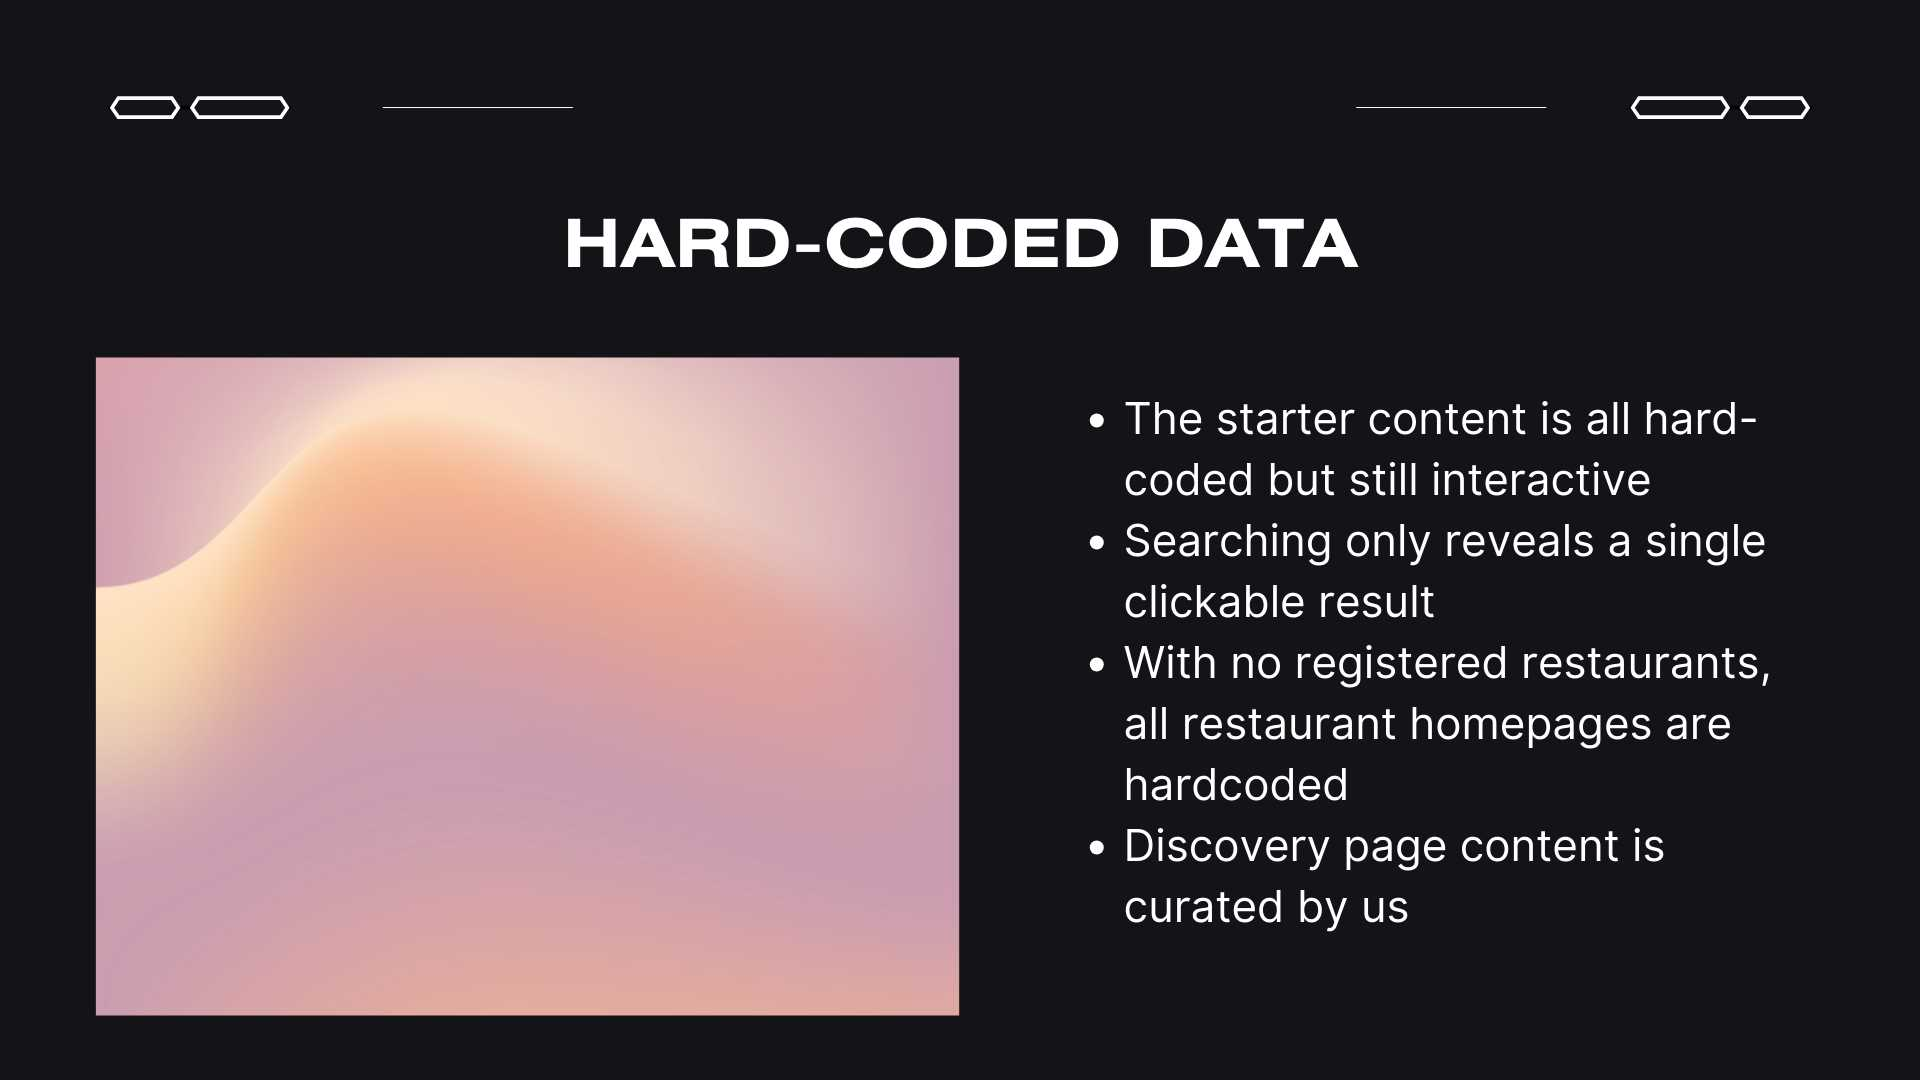 HARD-CODED DATA
• The starter content is all hard-
coded but still interactive
• Searching only reveals a single
clickable result
• With no registered restaurants,
all restaurant homepages are
hardcoded
• Discovery page content is
curated by us